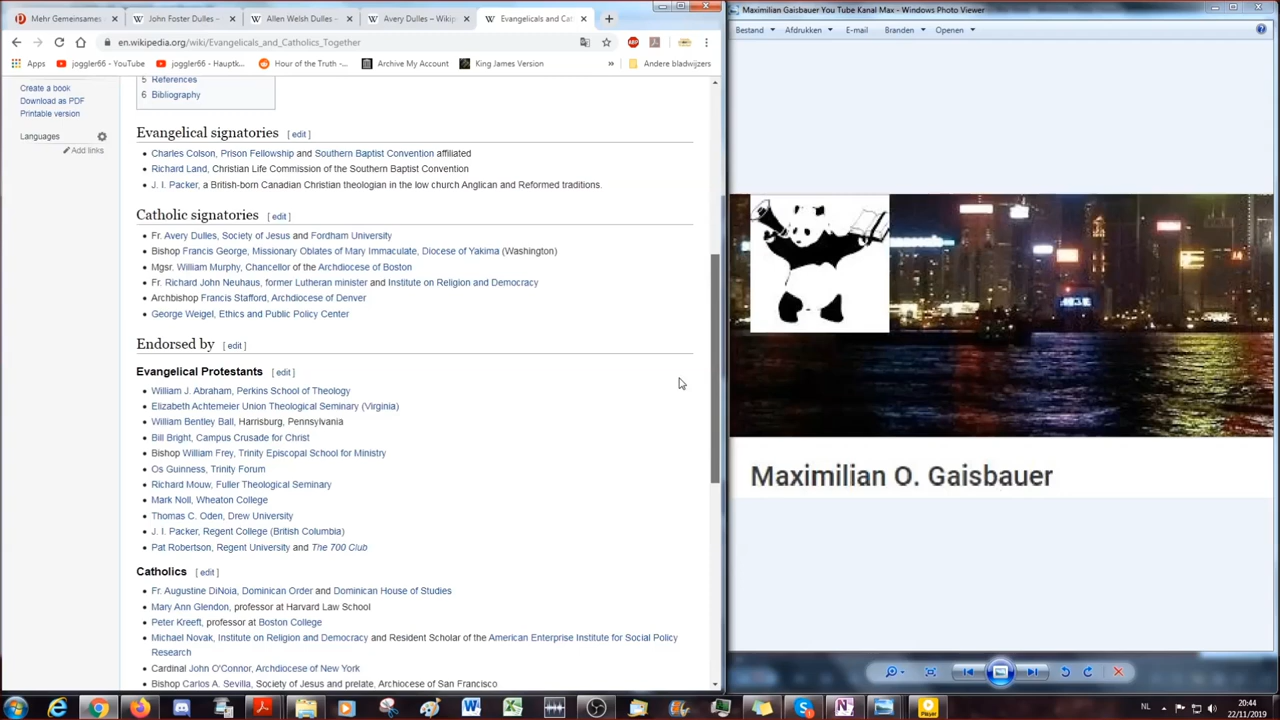 Mehr Gemeinsames
John Foster Dulles -
Allen Welsh Dulles -
Avery Dulles – Wikip
Evangelicals and Cat
en.wikipedia.org/wiki/Evangelicals_and_Catholics_Together
Apps
joggler66 - YouTube
joggler66 - Hauptk...
Hour of the Truth -...
Archive My Account
King James Version
»
Andere bladwijzers
Create a book
Download as PDF
Printable version
Languages
Add links
5 References
6 Bibliography
Evangelical signatories [ edit ]
• Charles Colson, Prison Fellowship and Southern Baptist Convention affiliated
• Richard Land, Christian Life Commission of the Southern Baptist Convention
• J. I. Packer, a British-born Canadian Christian theologian in the low church Anglican and Reformed traditions.
Catholic signatories [ edit ]
• Fr. Avery Dulles, Society of Jesus and Fordham University
• Bishop Francis George, Missionary Oblates of Mary Immaculate, Diocese of Yakima (Washington)
• Mgsr. William Murphy, Chancellor of the Archdiocese of Boston
• Fr. Richard John Neuhaus, former Lutheran minister and Institute on Religion and Democracy
• Archbishop Francis Stafford, Archdiocese of Denver
• George Weigel, Ethics and Public Policy Center
Endorsed by [ edit ]
Evangelical Protestants [ edit ]
• William J. Abraham, Perkins School of Theology
• Elizabeth Achtemeier Union Theological Seminary (Virginia)
• William Bentley Ball, Harrisburg, Pennsylvania
• Bill Bright, Campus Crusade for Christ
• Bishop William Frey, Trinity Episcopal School for Ministry
• Os Guinness, Trinity Forum
• Richard Mouw, Fuller Theological Seminary
• Mark Noll, Wheaton College
• Thomas C. Oden, Drew University
• J. I. Packer, Regent College (British Columbia)
• Pat Robertson, Regent University and The 700 Club
Catholics [ edit ]
• Fr. Augustine DiNoia, Dominican Order and Dominican House of Studies
• Mary Ann Glendon, professor at Harvard Law School
• Peter Kreeft, professor at Boston College
• Michael Novak, Institute on Religion and Democracy and Resident Scholar of the American Enterprise Institute for Social Policy
Research
• Cardinal John O'Connor, Archdiocese of New York
• Bishop Carlos A. Sevilla, Society of Jesus and prelate, Archdiocese of San Francisco
Maximilian Gaisbauer You Tube Kanal Max - Windows Photo Viewer
Bestand
Afdrukken
E-mail
Branden
Openen
Maximilian O. Gaisbauer
NL
20:44
22/11/2019
Player